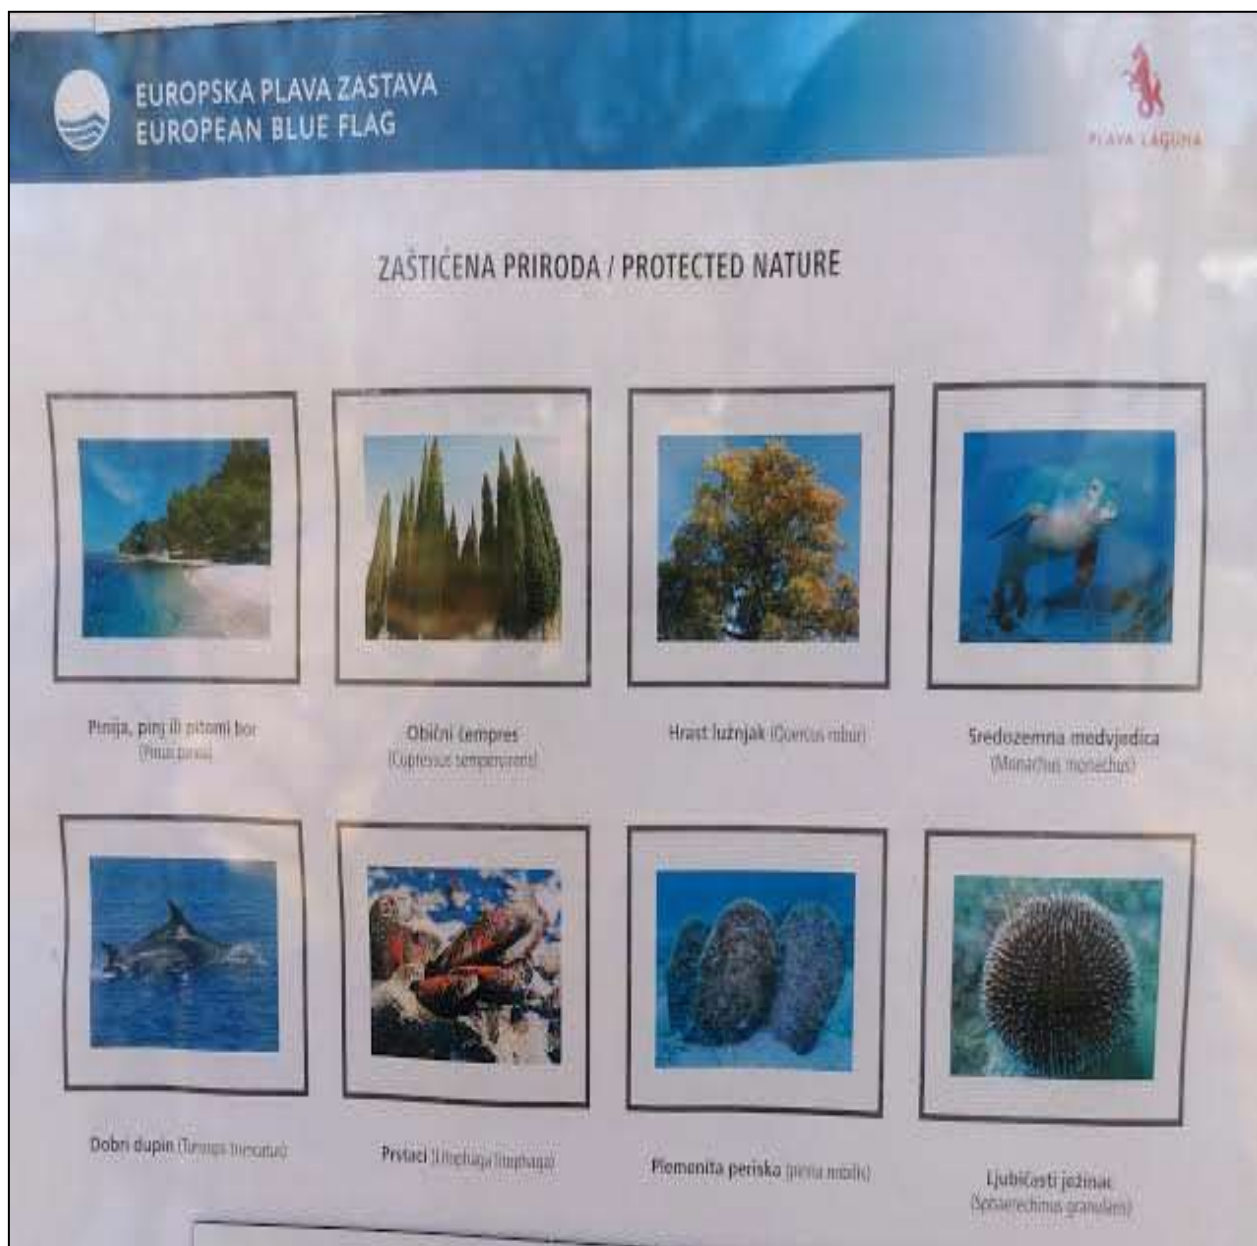 EUROPSKA PLAVA ZASTAVA
EUROPEAN BLUE FLAG
PLAVA LAGUNA
ZAŠTIĆENA PRIRODA / PROTECTED NATURE
Pinija, pinj ili pitomi bor
(Pinus pinea)
Obični čempres
(Cupressus sempervirens)
Hrast lužnjak (Quercus robur)
Sredozemna medvjedica
(Monachus monachus)
Dobri dupin (Tursiops truncatus)
Prstaci (Litophaga litophaga)
Plemenita periska (pinna nobilis)
Ljubičasti ježinac
(Sphaerechinus granularis)